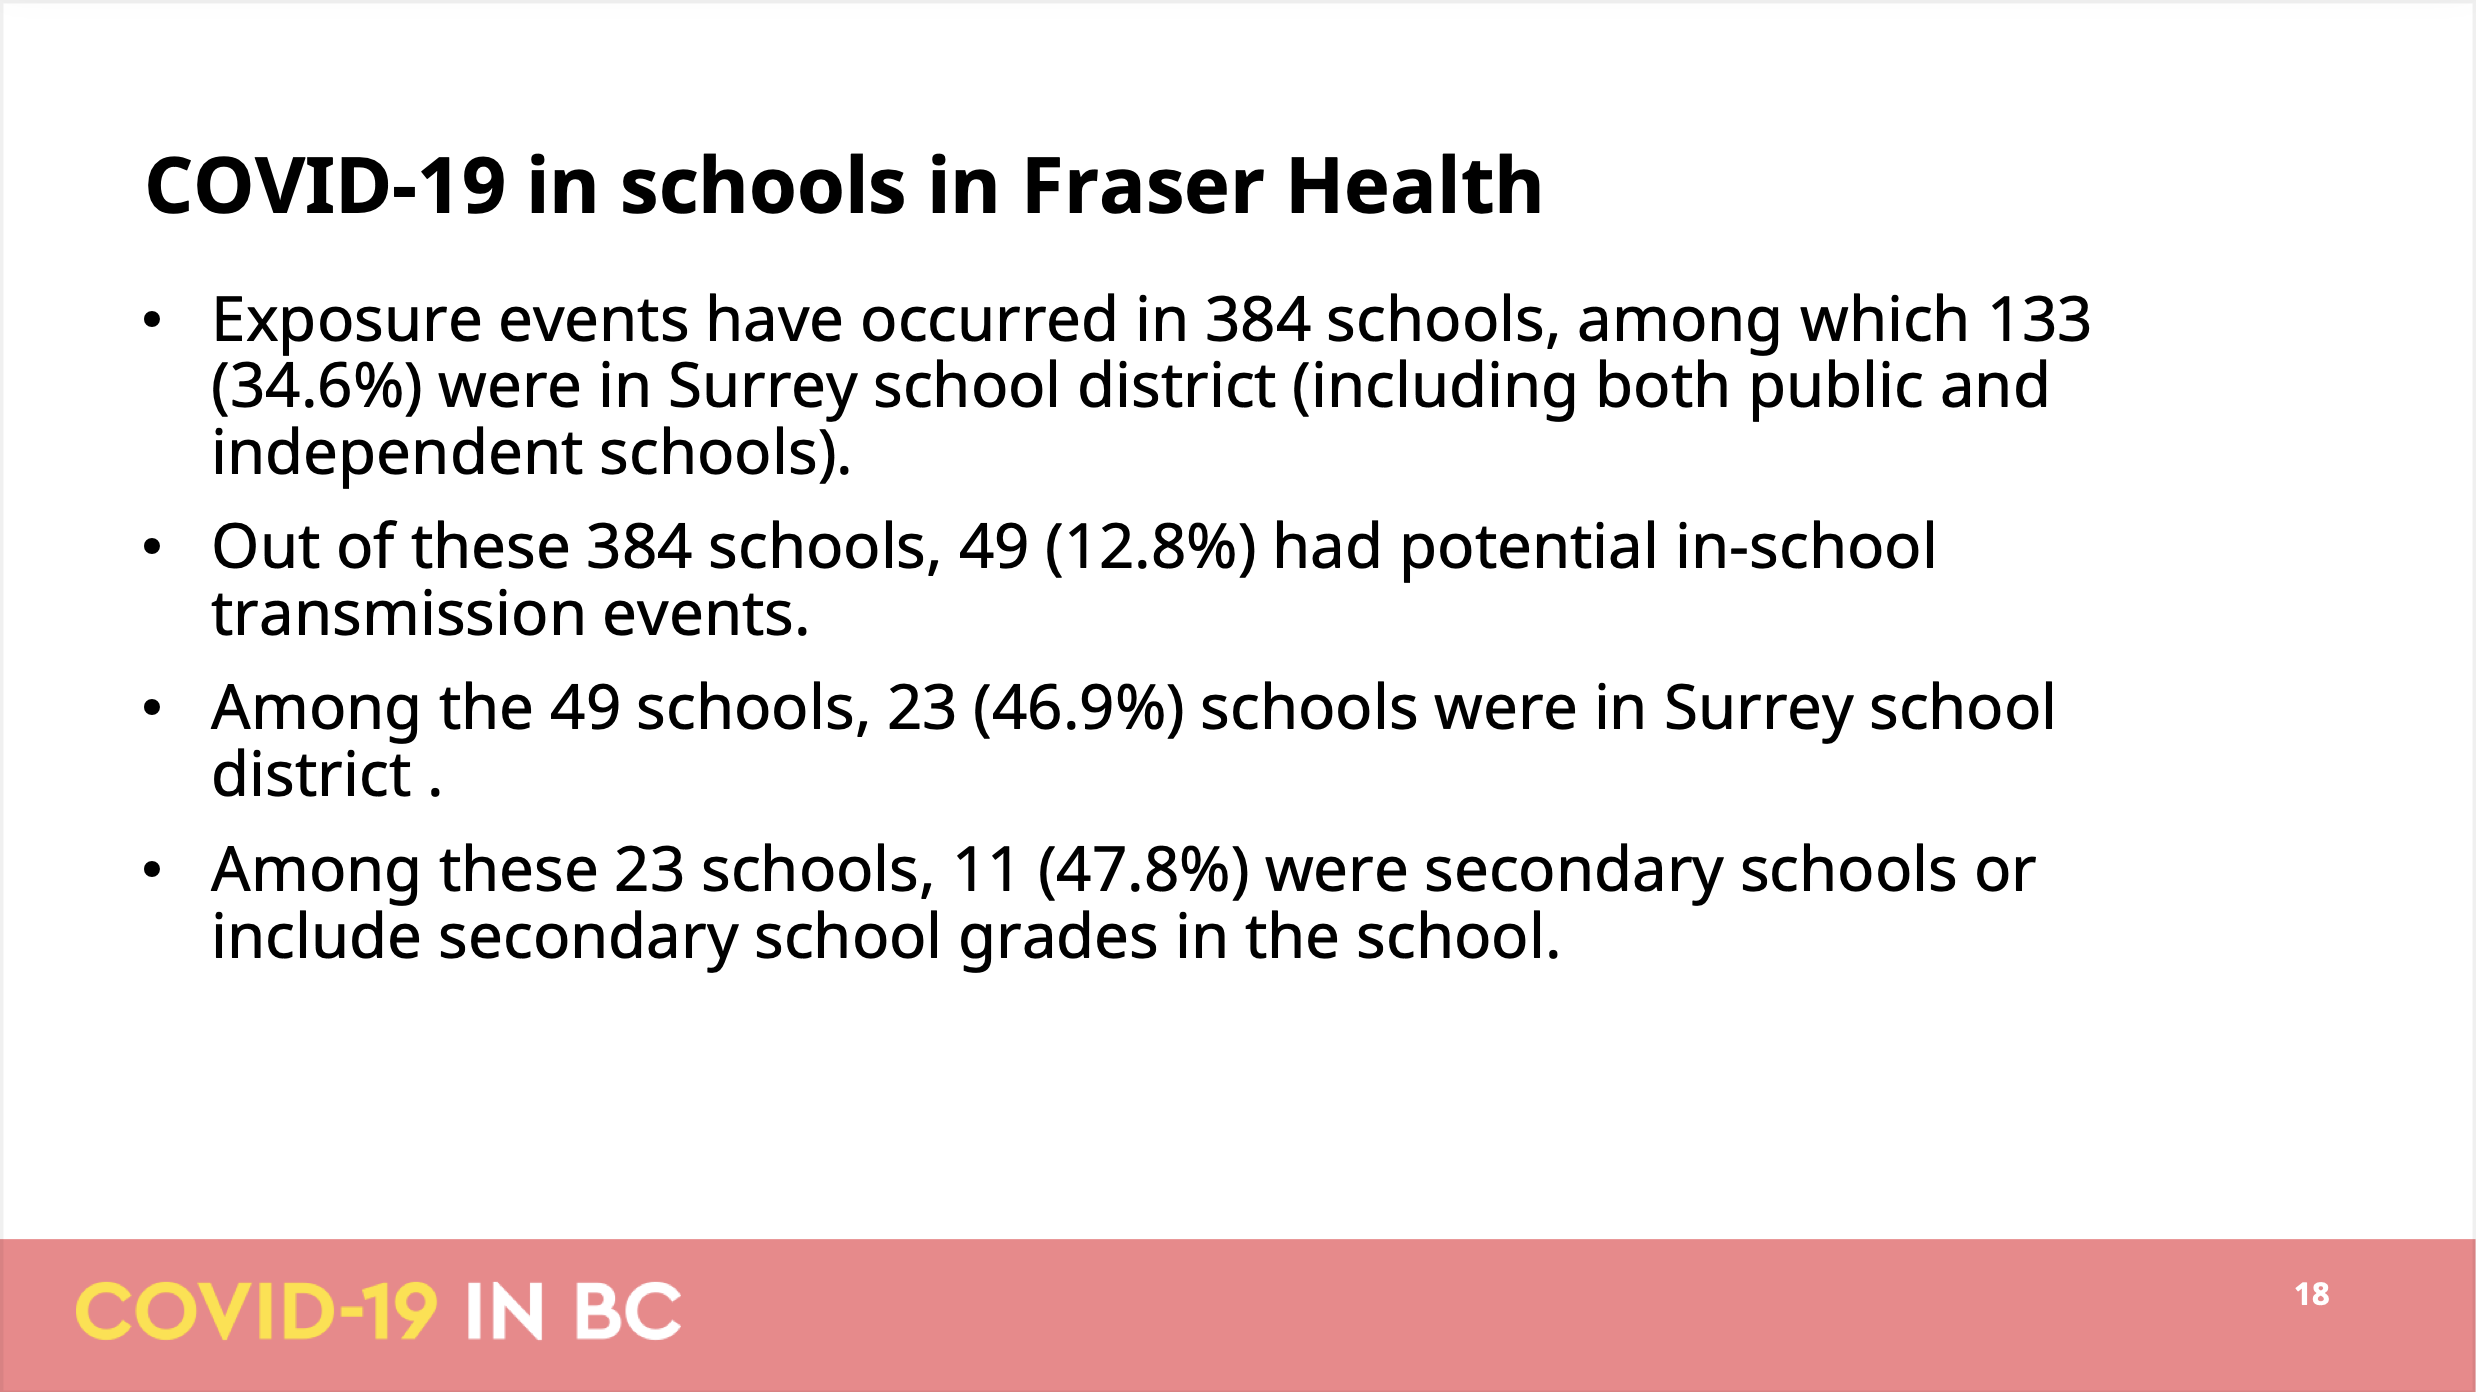 COVID-19 in schools in Fraser Health
• Exposure events have occurred in 384 schools, among which 133
(34.6%) were in Surrey school district (including both public and
independent schools).
• Out of these 384 schools, 49 (12.8%) had potential in-school
transmission events.
• Among the 49 schools, 23 (46.9%) schools were in Surrey school
district .
• Among these 23 schools, 11 (47.8%) were secondary schools or
include secondary school grades in the school.
COVID-19 IN BC
18